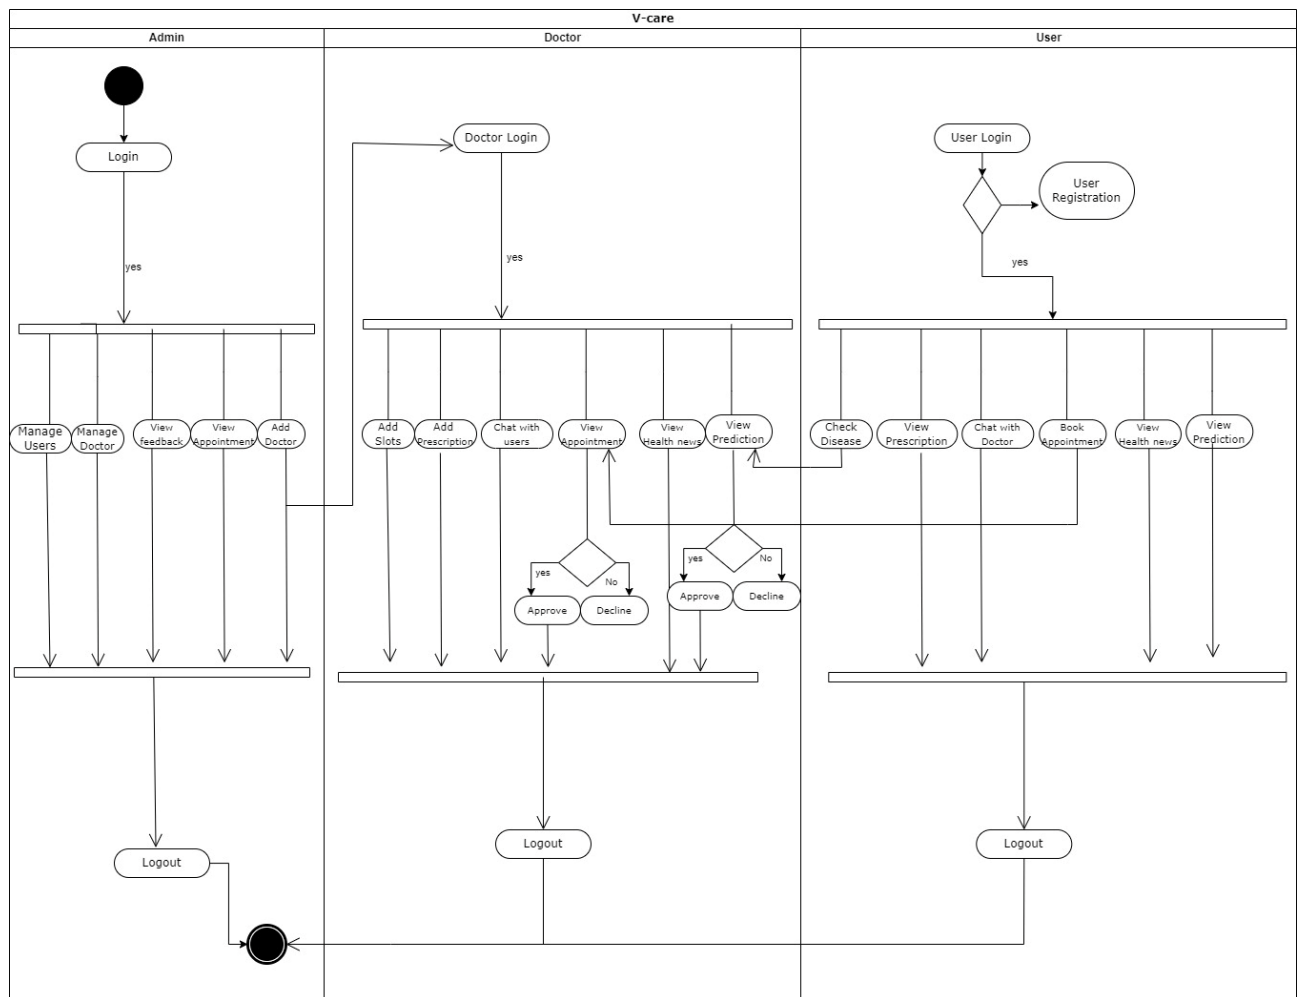 V-care
Admin
Doctor
User
Login
Doctor Login
User Login
User
Registration
yes
yes
yes
Manage
Users
Manage
Doctor
View
feedback
View
Appointment
Add
Doctor
Add
Slots
Add
Prescription
Chat with
users
View
Appointment
View
Health news
View
Prediction
Check
Disease
View
Prescription
Chat with
Doctor
Book
Appointment
View
Health news
View
Prediction
yes
No
Approve
Decline
yes
No
Approve
Decline
Logout
Logout
Logout